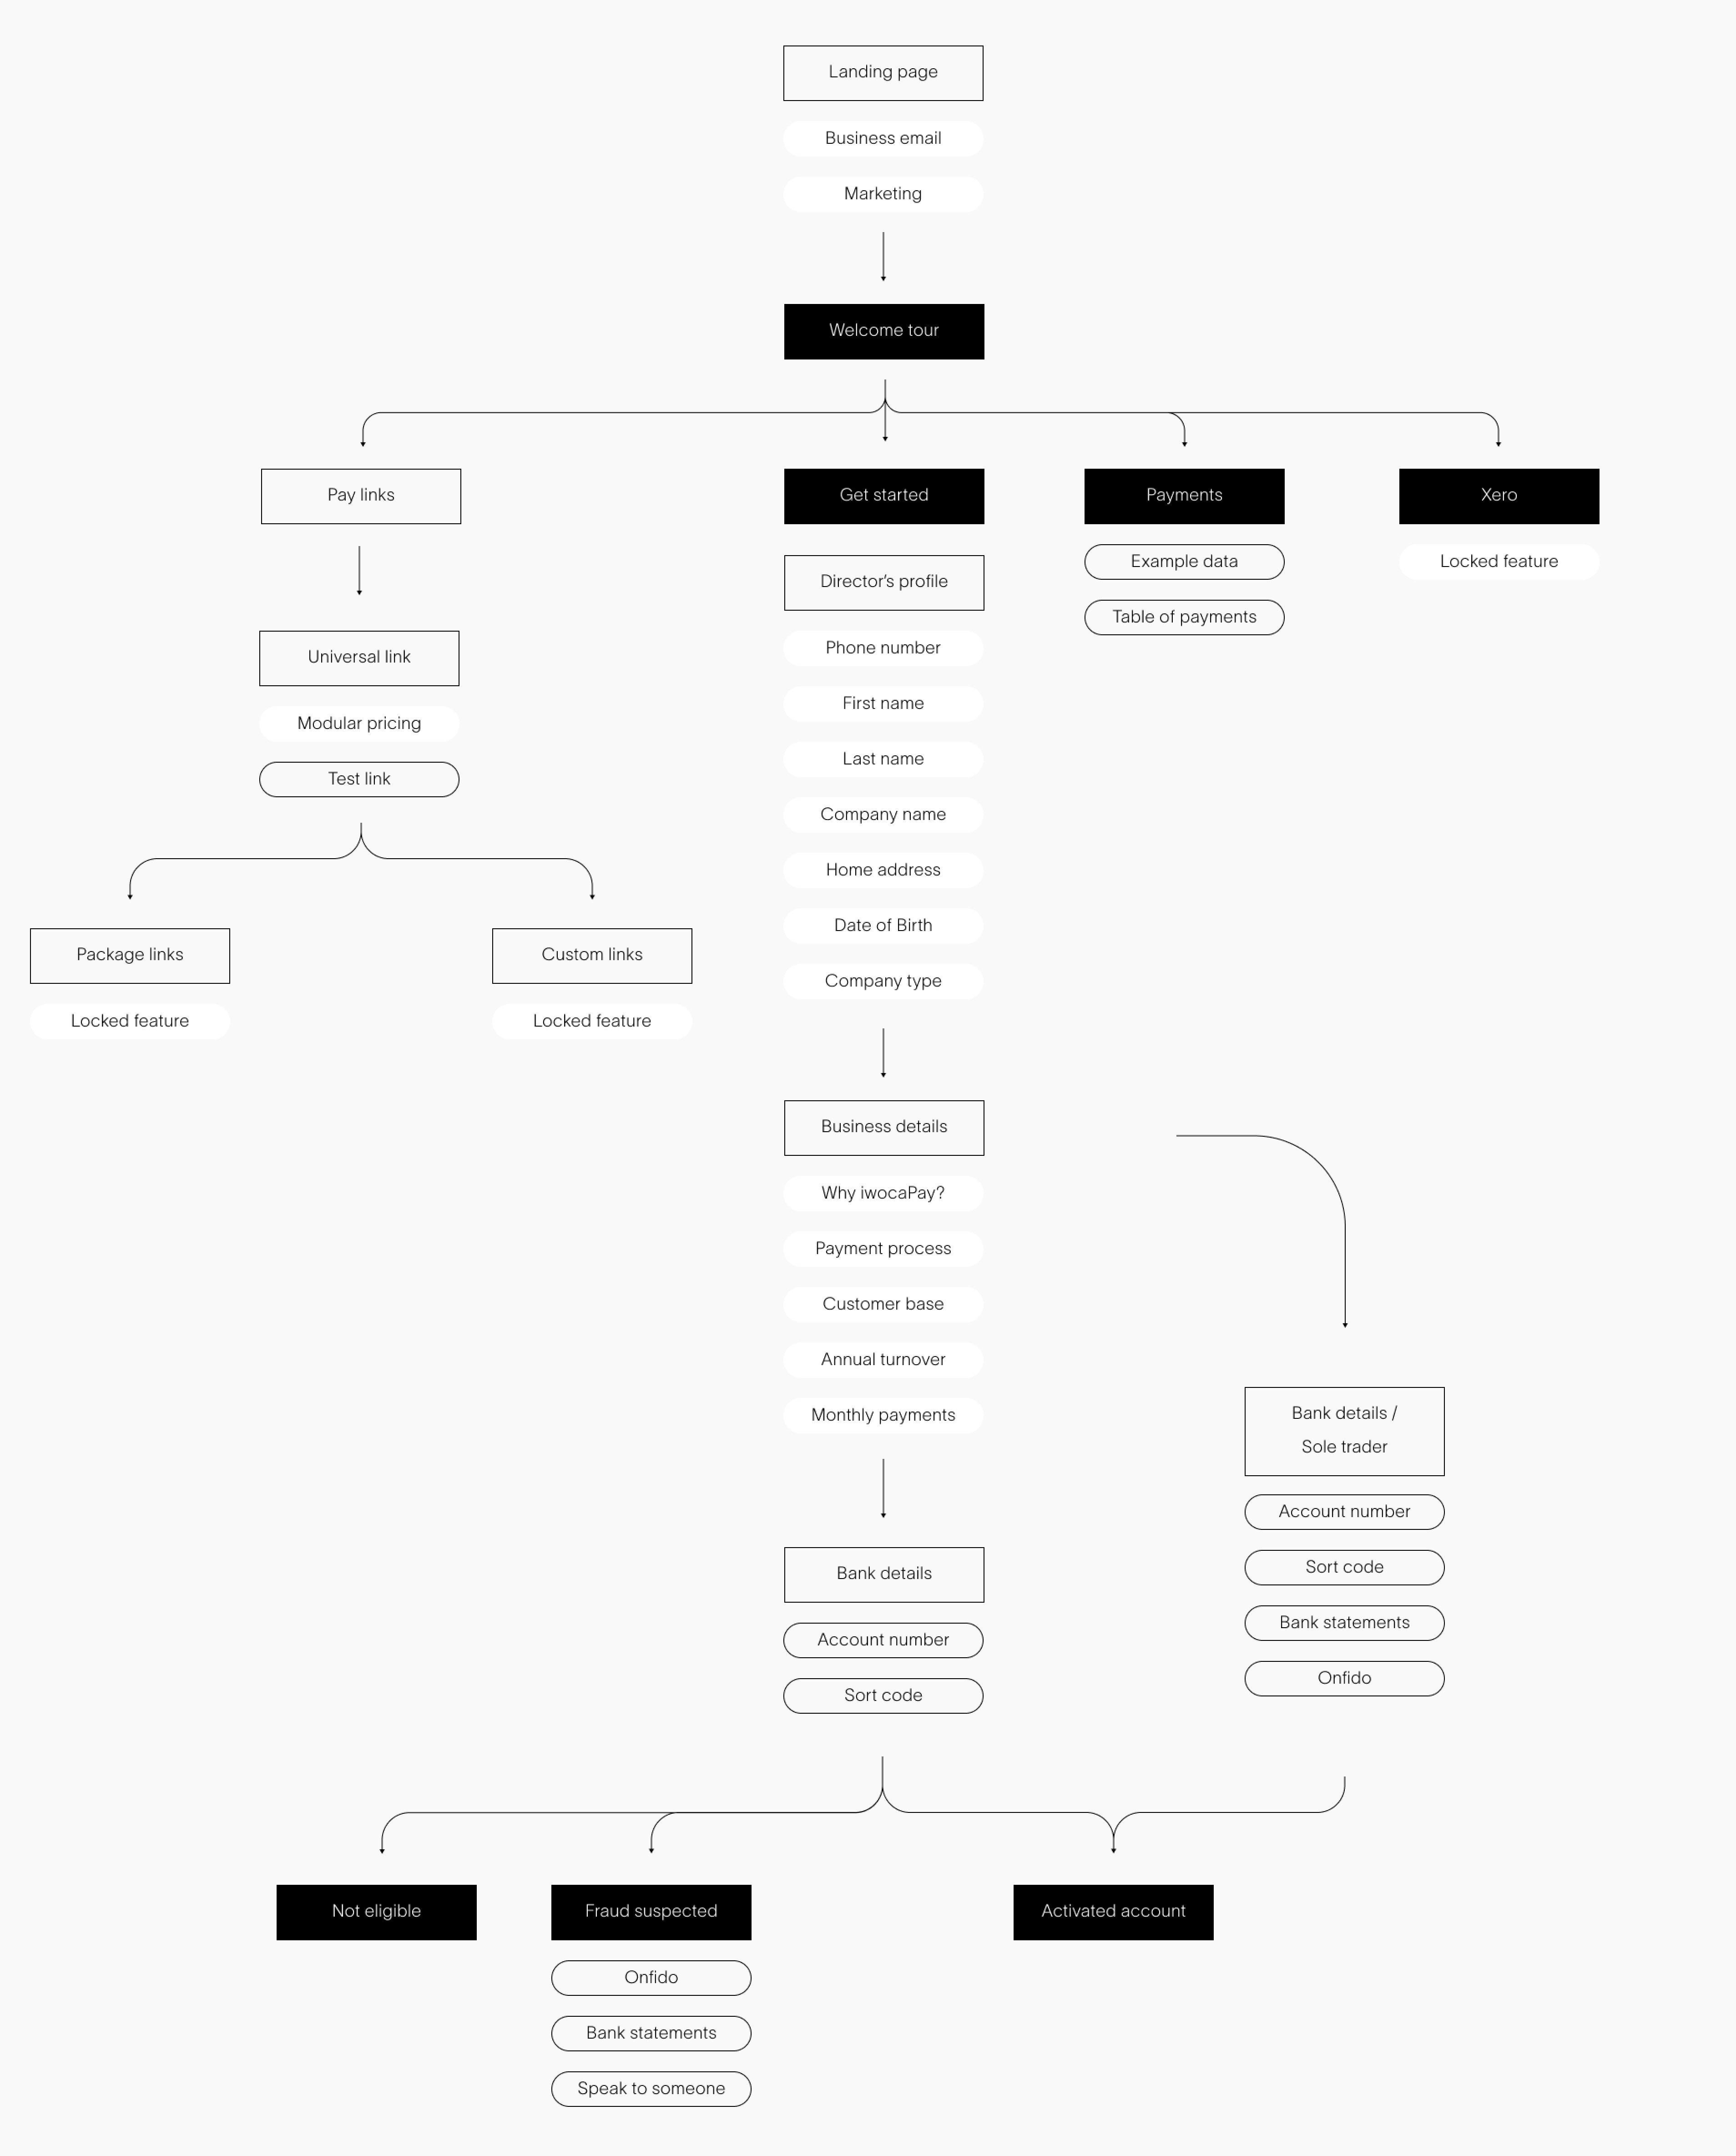 Landing page
Business email
Marketing
Welcome tour
Pay links
Get started
Payments
Xero
Example data
Locked feature
Director's profile
Table of payments
Phone number
Universal link
First name
Modular pricing
Last name
Test link
Company name
Home address
Date of Birth
Package links
Custom links
Company type
Locked feature
Locked feature
Business details
Why iwocaPay?
Payment process
Customer base
Annual turnover
Monthly payments
Bank details /
Sole trader
Account number
Sort code
Bank statements
Onfido
Bank details
Account number
Sort code
Not eligible
Fraud suspected
Activated account
Onfido
Bank statements
Speak to someone